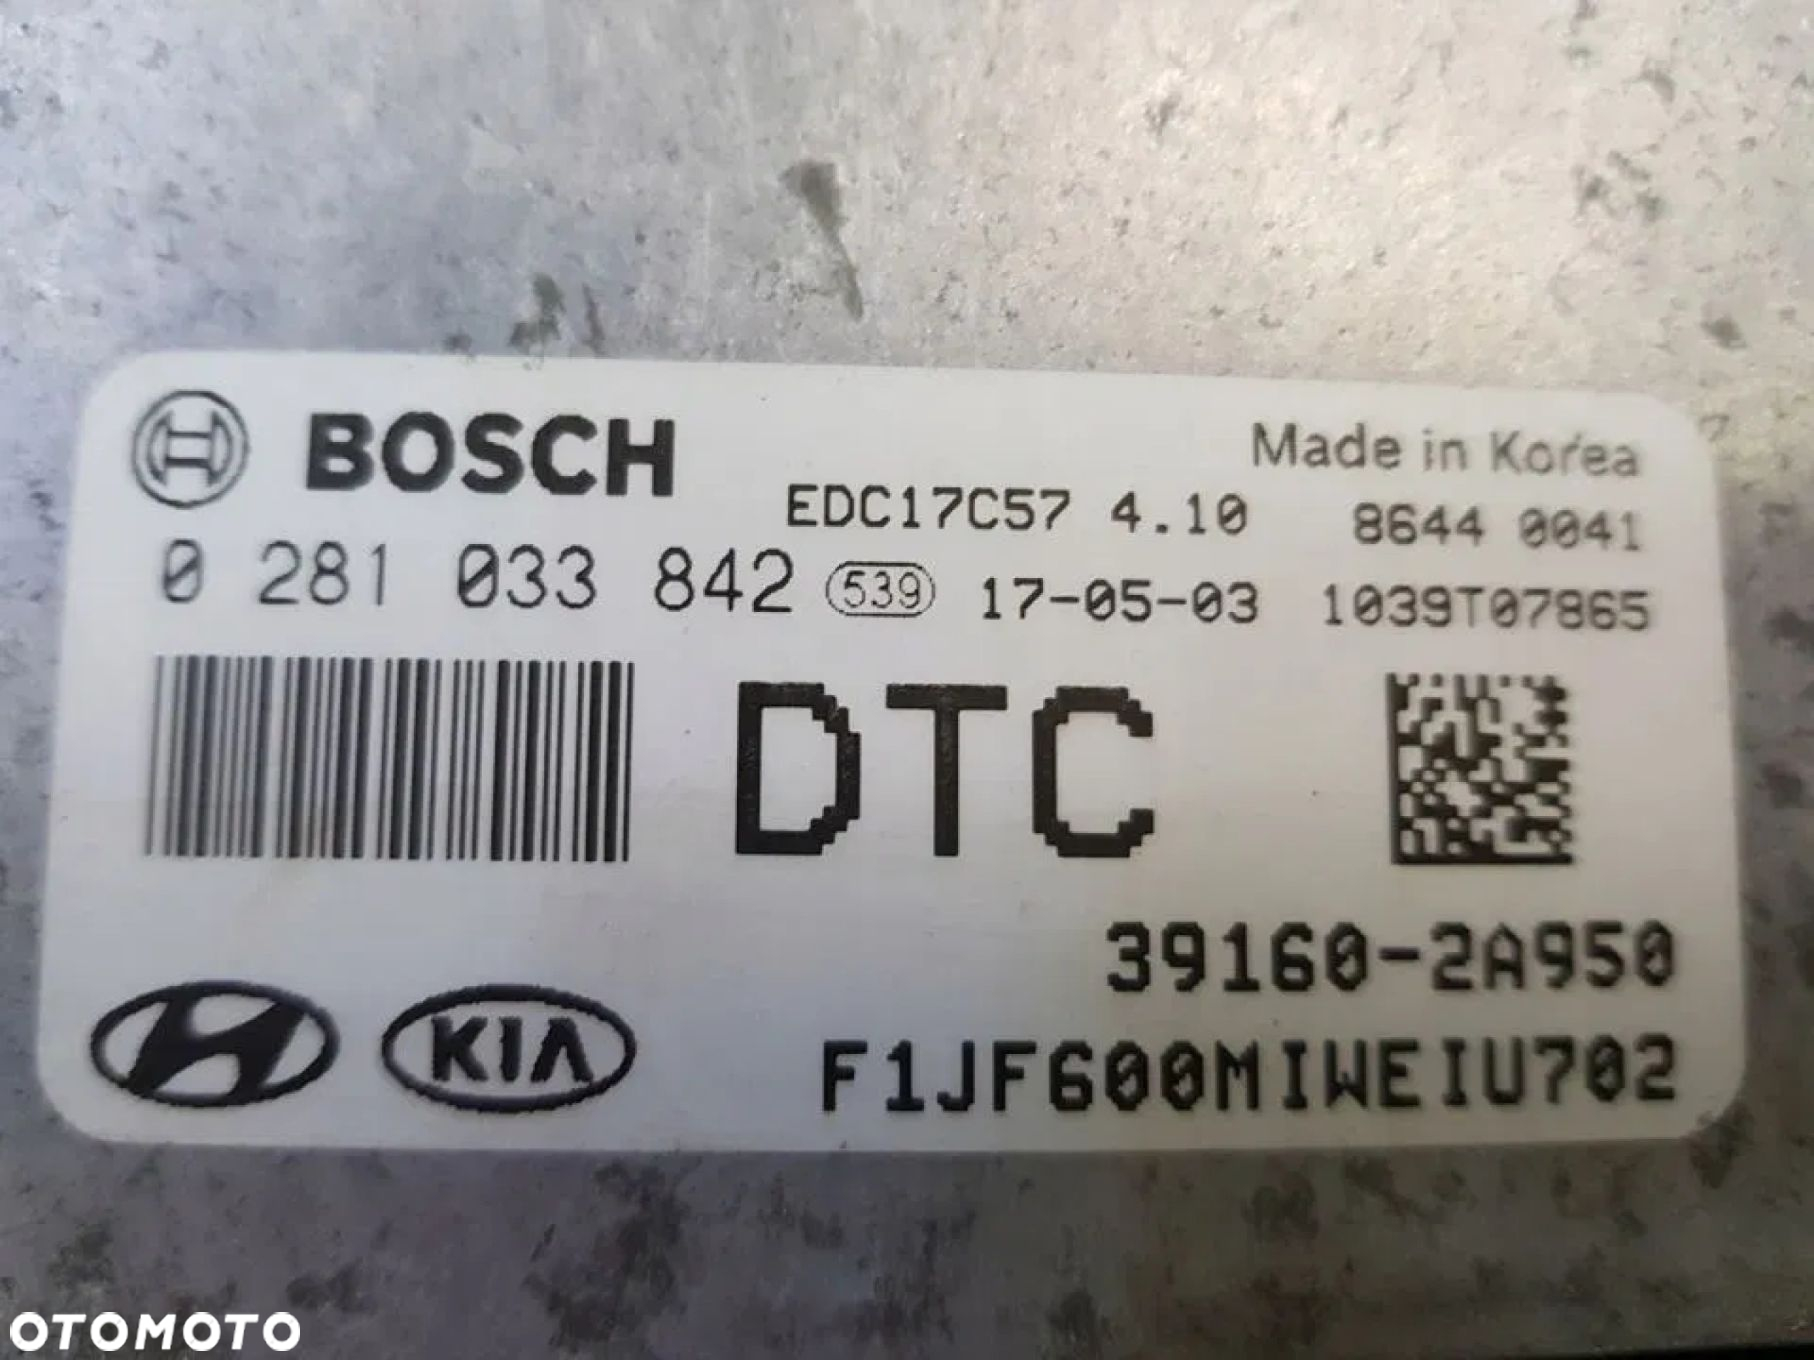 BOSCH
Made in Korea
EDC17C57 4.10 8644 0041
0 281 033 842 539 17-05-03 1039T07865
DTC
39160-2A950
KIA
F1JF600MIWEIU702
OTOMOTO